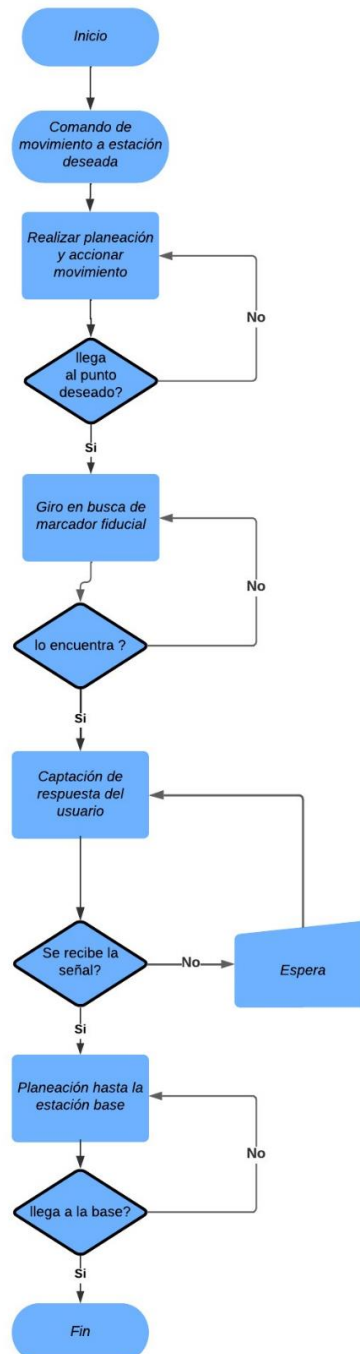 Inicio
Comando de
movimiento a estación
deseada
Realizar planeación
y accionar
movimiento
No
llega
al punto
deseado?
Si
Giro en busca de
marcador fiducial
No
lo encuentra ?
Si
Captación de
respuesta del
usuario
Se recibe la
señal?
No
Espera
Si
Planeación hasta la
estación base
No
llega a la base?
Si
Fin